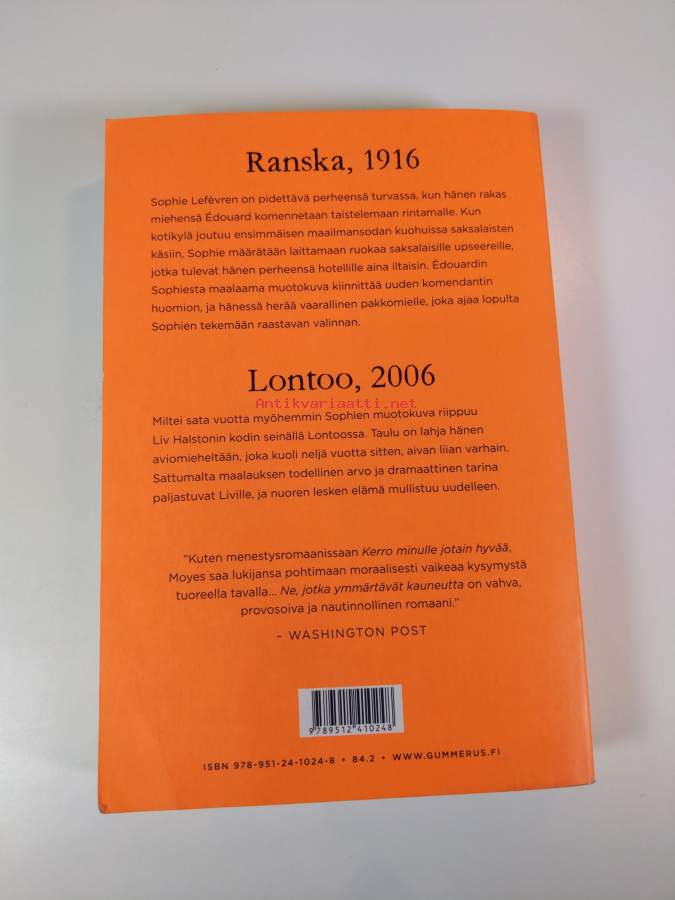 Ranska, 1916
Sophie Lefèvren on pidettävä perheensä turvassa, kun hänen rakas
miehensä Édouard komennetaan taistelemaan rintamalle. Kun
kotikylä joutuu ensimmäisen maailmansodan kuohuissa saksalaisten
käsiin, Sophie määrätään laittamaan ruokaa saksalaisille upseereille,
jotka tulevat hänen perheensä hotellille aina iltaisin. Édouardin
Sophiesta maalaama muotokuva kiinnittää uuden komendantin
huomion, ja hänessä herää vaarallinen pakkomielle, joka ajaa lopulta
Sophien tekemään raastavan valinnan.
Lontoo, 2006
Antikvariaatti.net
Miltei sata vuotta myöhemmin Sophien muotokuva riippuu
Liv Halstonin kodin seinällä Lontoossa. Taulu on lahja hänen
aviomieheltään, joka kuoli neljä vuotta sitten, aivan liian varhain.
Sattumalta maalauksen todellinen arvo ja dramaattinen tarina
paljastuvat Liville, ja nuoren lesken elämä mullistuu uudelleen.
"Kuten menestysromaanissaan Kerro minulle jotain hyvää,
Moyes saa lukijansa pohtimaan moraalisesti vaikeaa kysymystä
tuoreella tavalla... Ne, jotka ymmärtävät kauneutta on vahva,
provosoiva ja nautinnollinen romaani."
– WASHINGTON POST
9789512410248
ISBN 978-951-24-1024-8 • 84.2 • WWW.GUMMERUS.FI